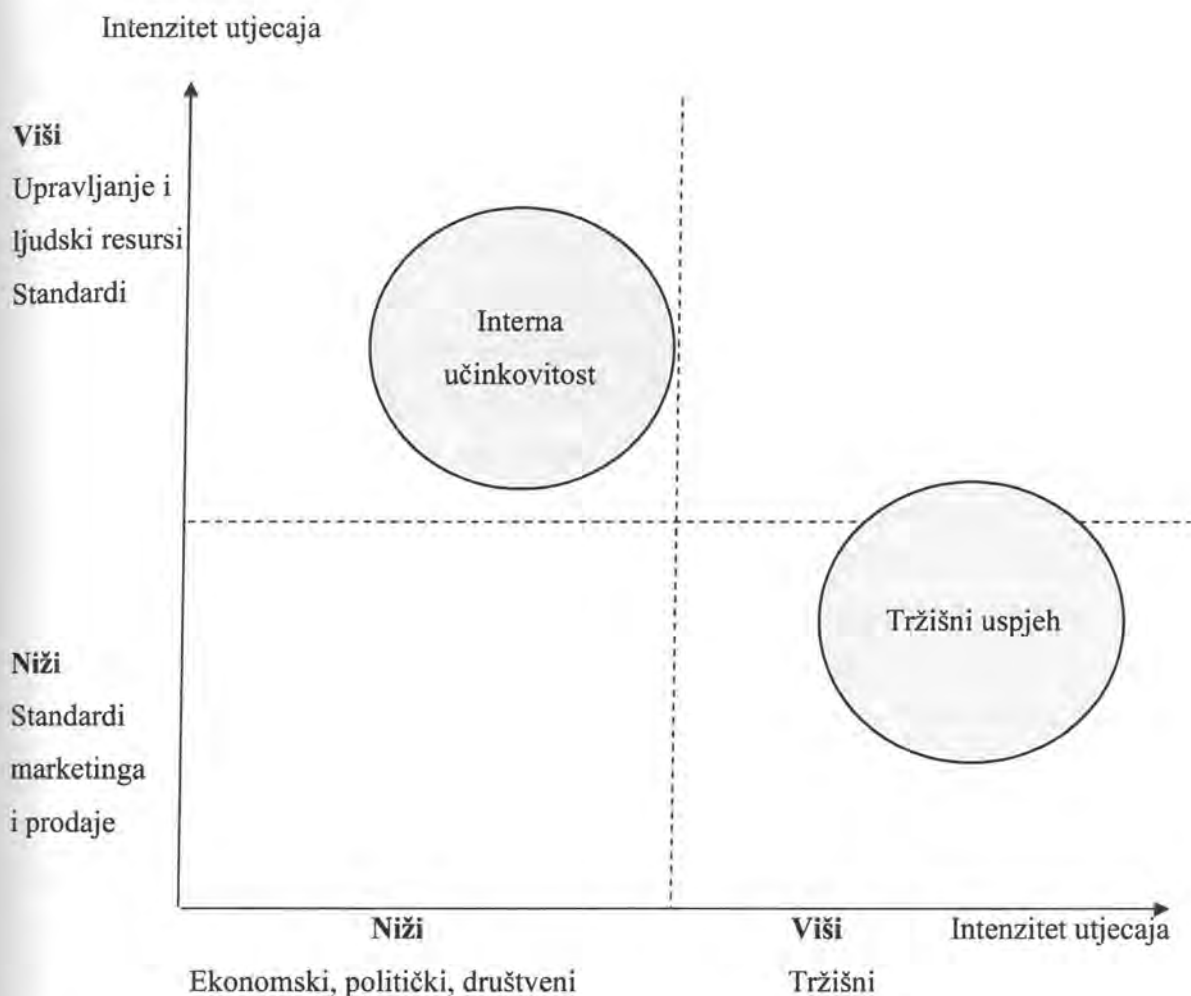 Intenzitet utjecaja
Viši
Upravljanje i
ljudski resursi
Standardi
Interna
učinkovitost
Tržišni uspjeh
Niži
Standardi
marketinga
i prodaje
Niži Viši Intenzitet utjecaja
Ekonomski, politički, društveni Tržišni